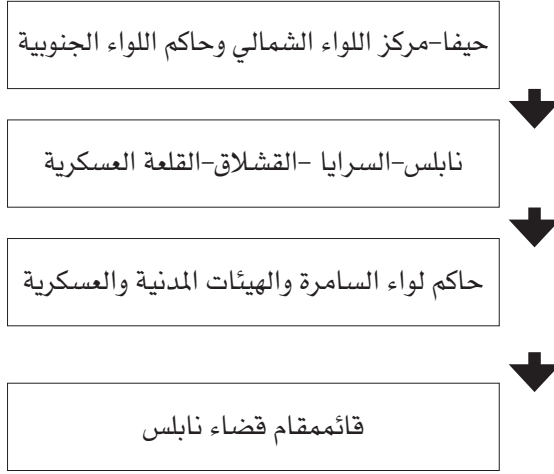 حيفا-مركز اللواء الشمالي وحاكم اللواء الجنوبية
نابلس-السرايا -القشلاق-القلعة العسكرية
حاكم لواء السامرة والهيئات المدنية والعسكرية
قائممقام قضاء نابلس